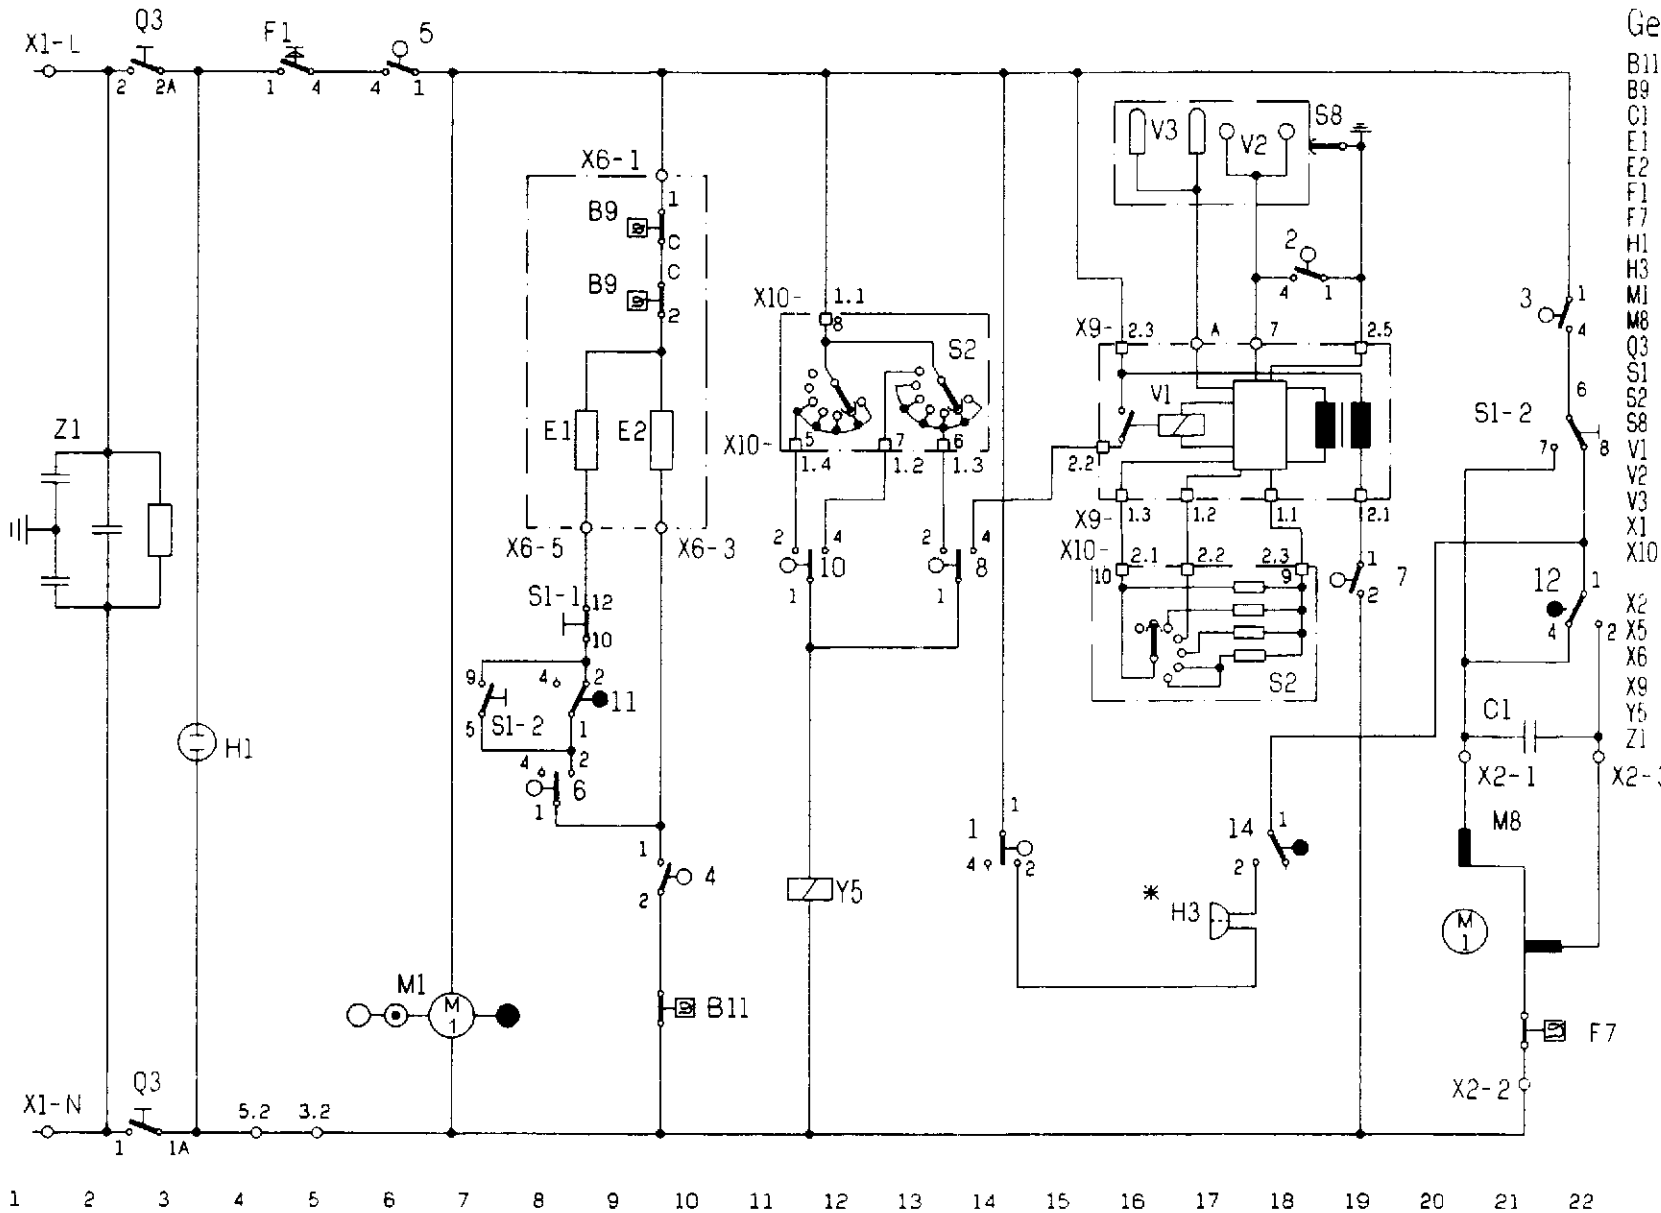 Q3
F1
5
X1-L
2 2A 1 4 4 1
Ge
B11
B9
C1
E1
E2
F1
F7
H1
H3
M1
M8
Q3
S1
S2
S8
V1
V2
V3
X1
X10
X2
X5
X6
X9
Y5
Z1
X6-1
1
B9
C
B9
C
2
E1 E2
X6-5 X6-3
Z1
S1-1
12
10
9 4 2
11
5 S1-2 1
4 2
6
1
H1
1
4
2
M1
M
1
B11
X10- 1.1
8
S2
X10- 5 7 6
1.4 1.2 1.3
2 4
10
1
2 4
8
1
Y5
V3 V2 S8
2
4 1
X9- 2.3 A 7 2.5
V1
2.2
X9- 1.3 1.2 1.1 2.1
X10- 2.1 2.2 2.3
10 9
1
7
2
S2
1
1
4 2
14 1
2
* H3
3 1
4
6
S1-2
7 8
12 1
4 2
C1
X2-1 X2-3
M8
M
1
F7
X2-2
X1-N
Q3
1 1A
5.2 3.2
1 2 3 4 5 6 7 8 9 10 11 12 13 14 15 16 17 18 19 20 21 22